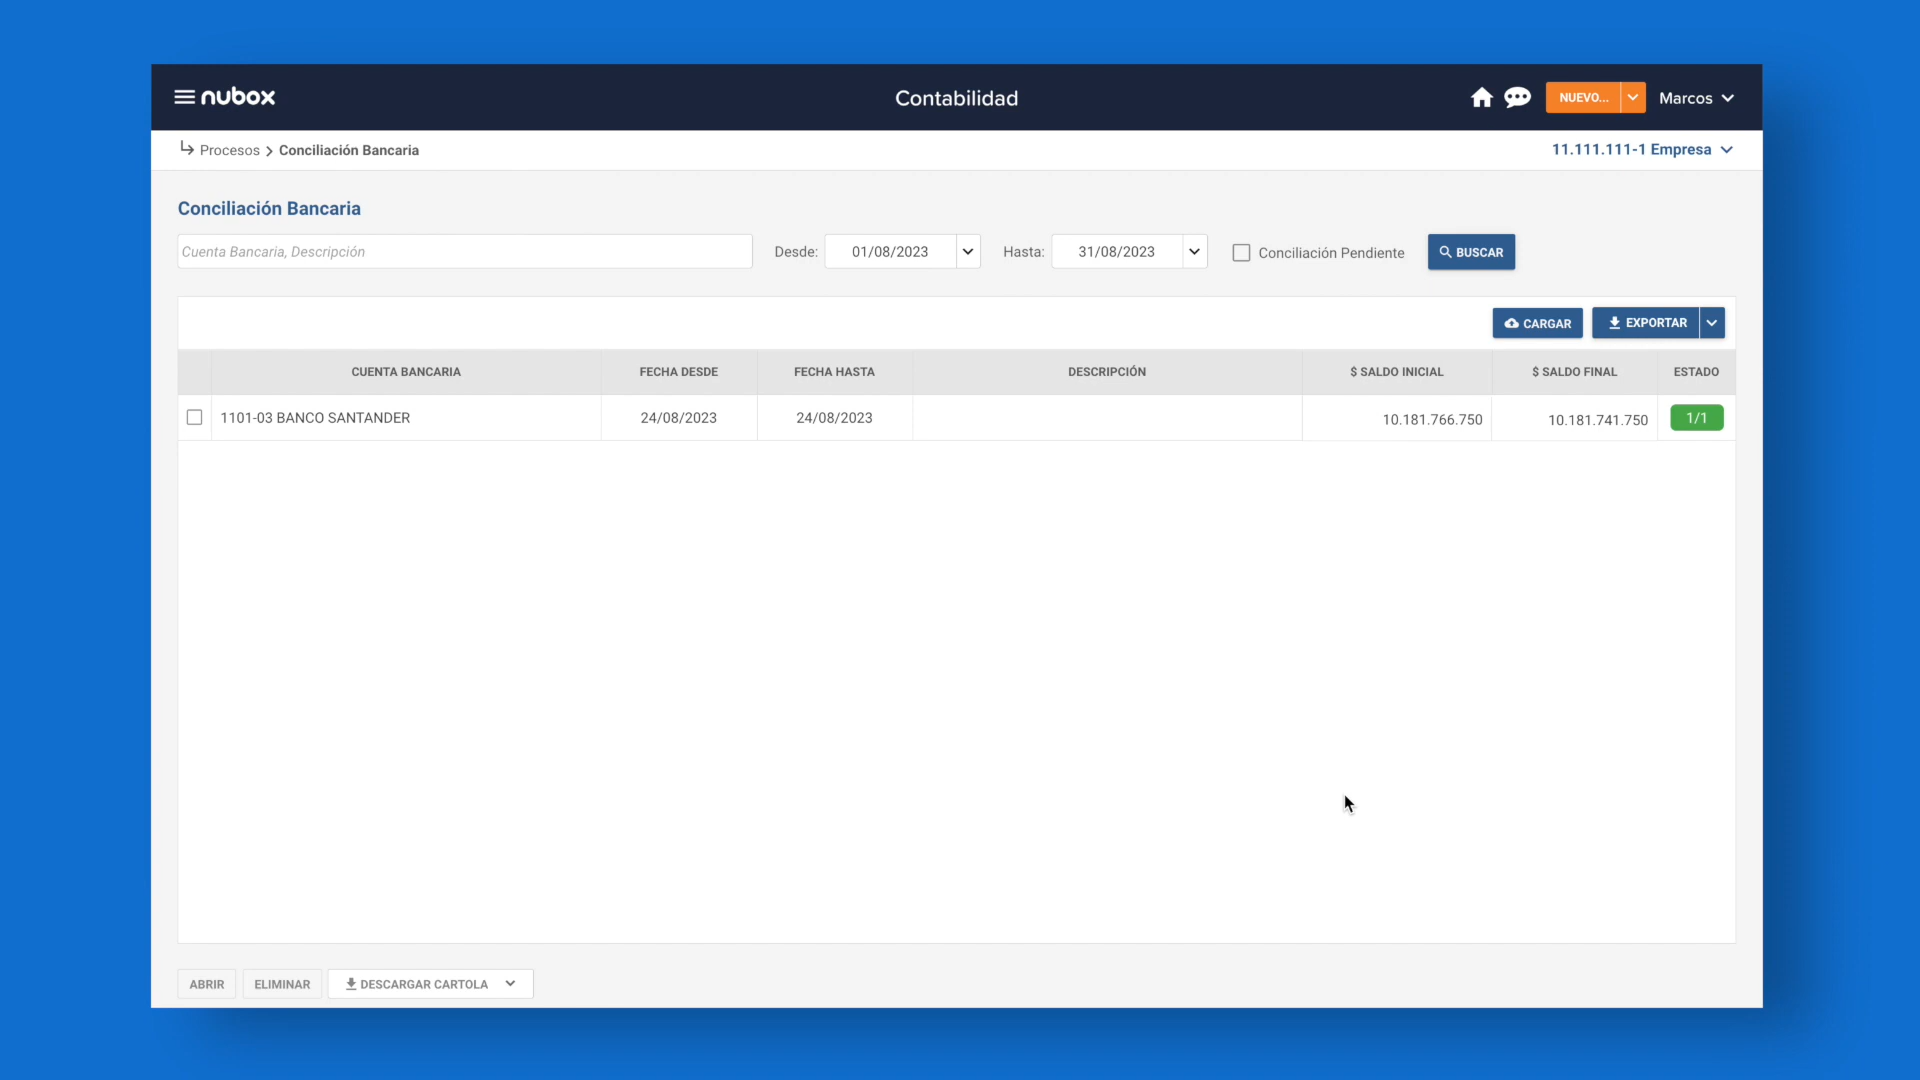 nubox
Contabilidad
NUEVO...
Marcos
Procesos > Conciliación Bancaria
11.111.111-1 Empresa
Conciliación Bancaria
Cuenta Bancaria, Descripción
Desde: 01/08/2023
Hasta: 31/08/2023
Conciliación Pendiente
BUSCAR
CARGAR
EXPORTAR
CUENTA BANCARIA FECHA DESDE FECHA HASTA DESCRIPCIÓN $ SALDO INICIAL $ SALDO FINAL ESTADO
1101-03 BANCO SANTANDER 24/08/2023 24/08/2023 10.181.766.750 10.181.741.750 1/1
ABRIR
ELIMINAR
DESCARGAR CARTOLA